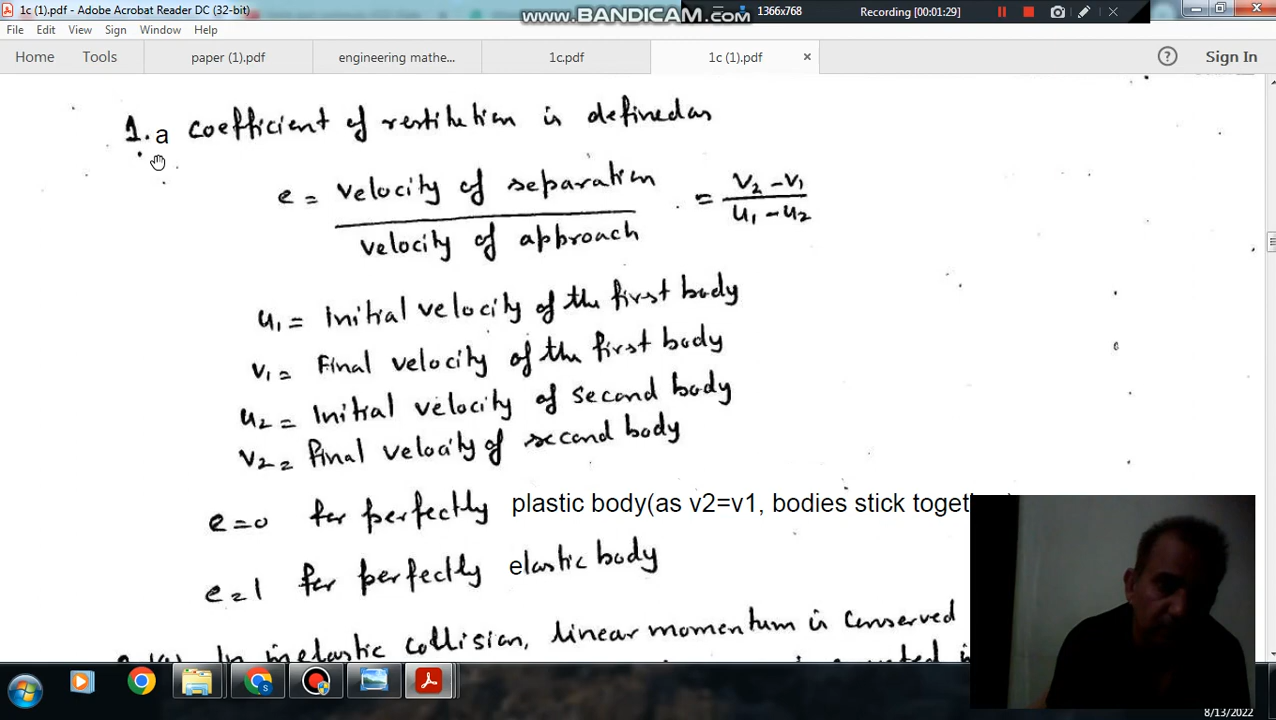 1c (1).pdf - Adobe Acrobat Reader DC (32-bit)
www.BANDICAM.com
1366x768
Recording [00:01:29]
File Edit View Sign Window Help
Home Tools paper (1).pdf engineering mathe... 1c.pdf 1c (1).pdf × Sign In
1. a coefficient of restitution is defined as
e = velocity of separation / velocity of approach = v2 - v1 / u1 - u2
u1 = Initial velocity of the first body
v1 = Final velocity of the first body
u2 = Initial velocity of second body
v2 = final velocity of second body
e=0 for perfectly plastic body(as v2=v1, bodies stick toget
e=1 for perfectly elastic body
(a) In inelastic collision, linear momentum is conserved
8/13/2022